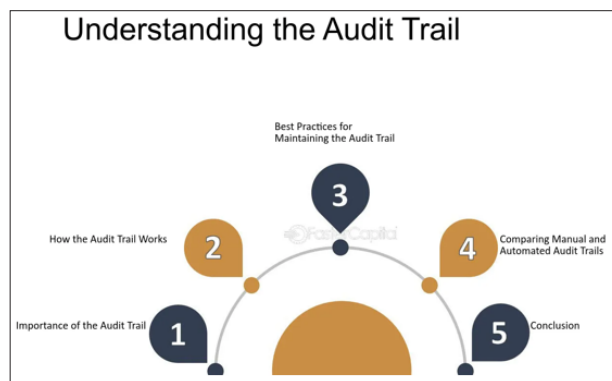 Understanding the Audit Trail
Best Practices for
Maintaining the Audit Trail
3
FasterCapital
How the Audit Trail Works
2
4
Comparing Manual and
Automated Audit Trails
Importance of the Audit Trail
1
5
Conclusion